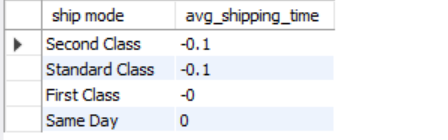 ship mode avg_shipping_time
Second Class -0.1
Standard Class -0.1
First Class -0
Same Day 0